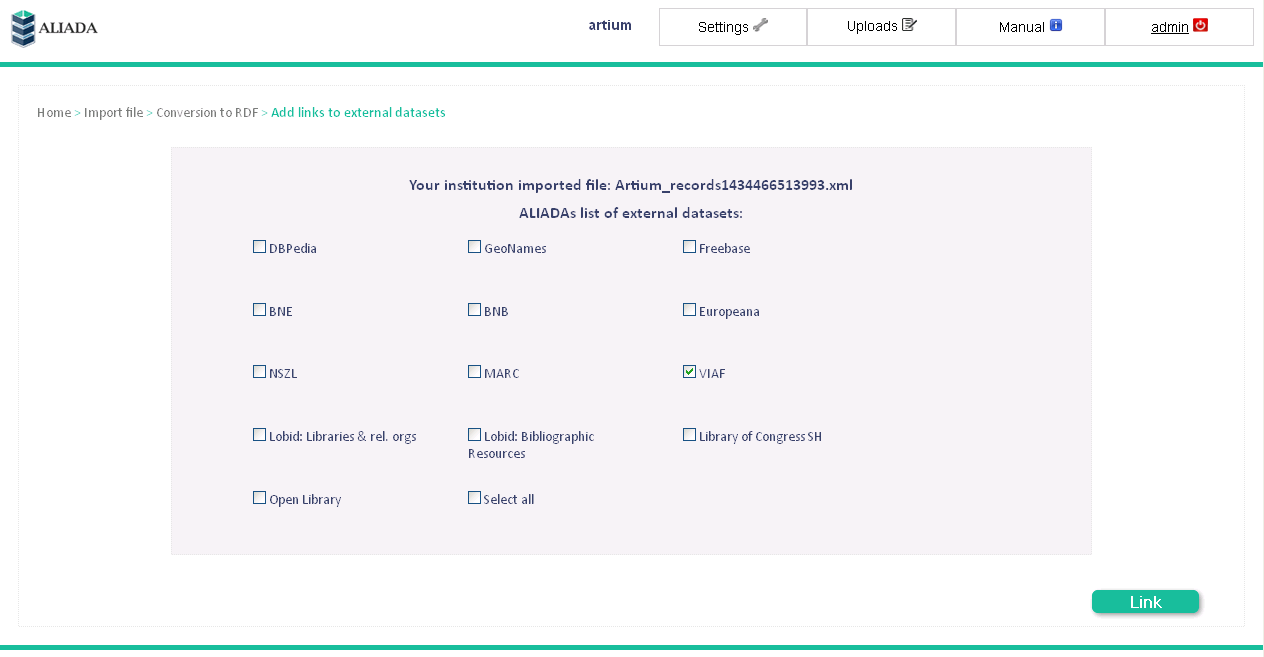 ALIADA
artium
Settings
Uploads
Manual
admin
Home > Import file > Conversion to RDF > Add links to external datasets
Your institution imported file: Artium_records1434466513993.xml
ALIADAs list of external datasets:
DBPedia
GeoNames
Freebase
BNE
BNB
Europeana
NSZL
MARC
VIAF
Lobid: Libraries & rel. orgs
Lobid: Bibliographic
Resources
Library of Congress SH
Open Library
Select all
Link